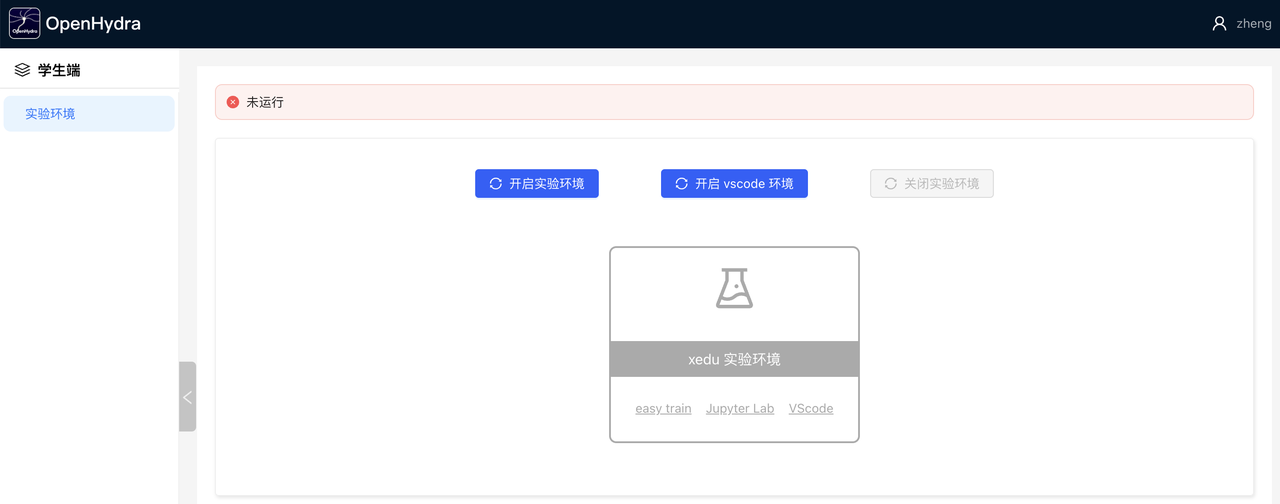 OpenHydra
OpenHydra
zheng
学生端
实验环境
未运行
开启实验环境
开启 vscode 环境
关闭实验环境
xedu 实验环境
easy train Jupyter Lab VScode